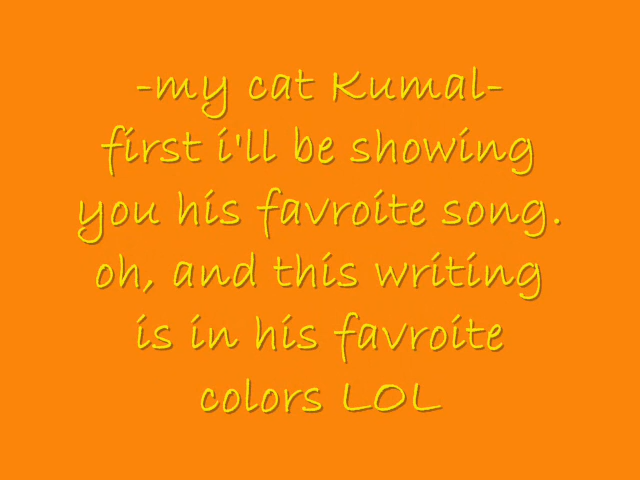 -my cat Kumal-
first i'll be showing
you his favroite song.
oh, and this writing
is in his favroite
colors LOL